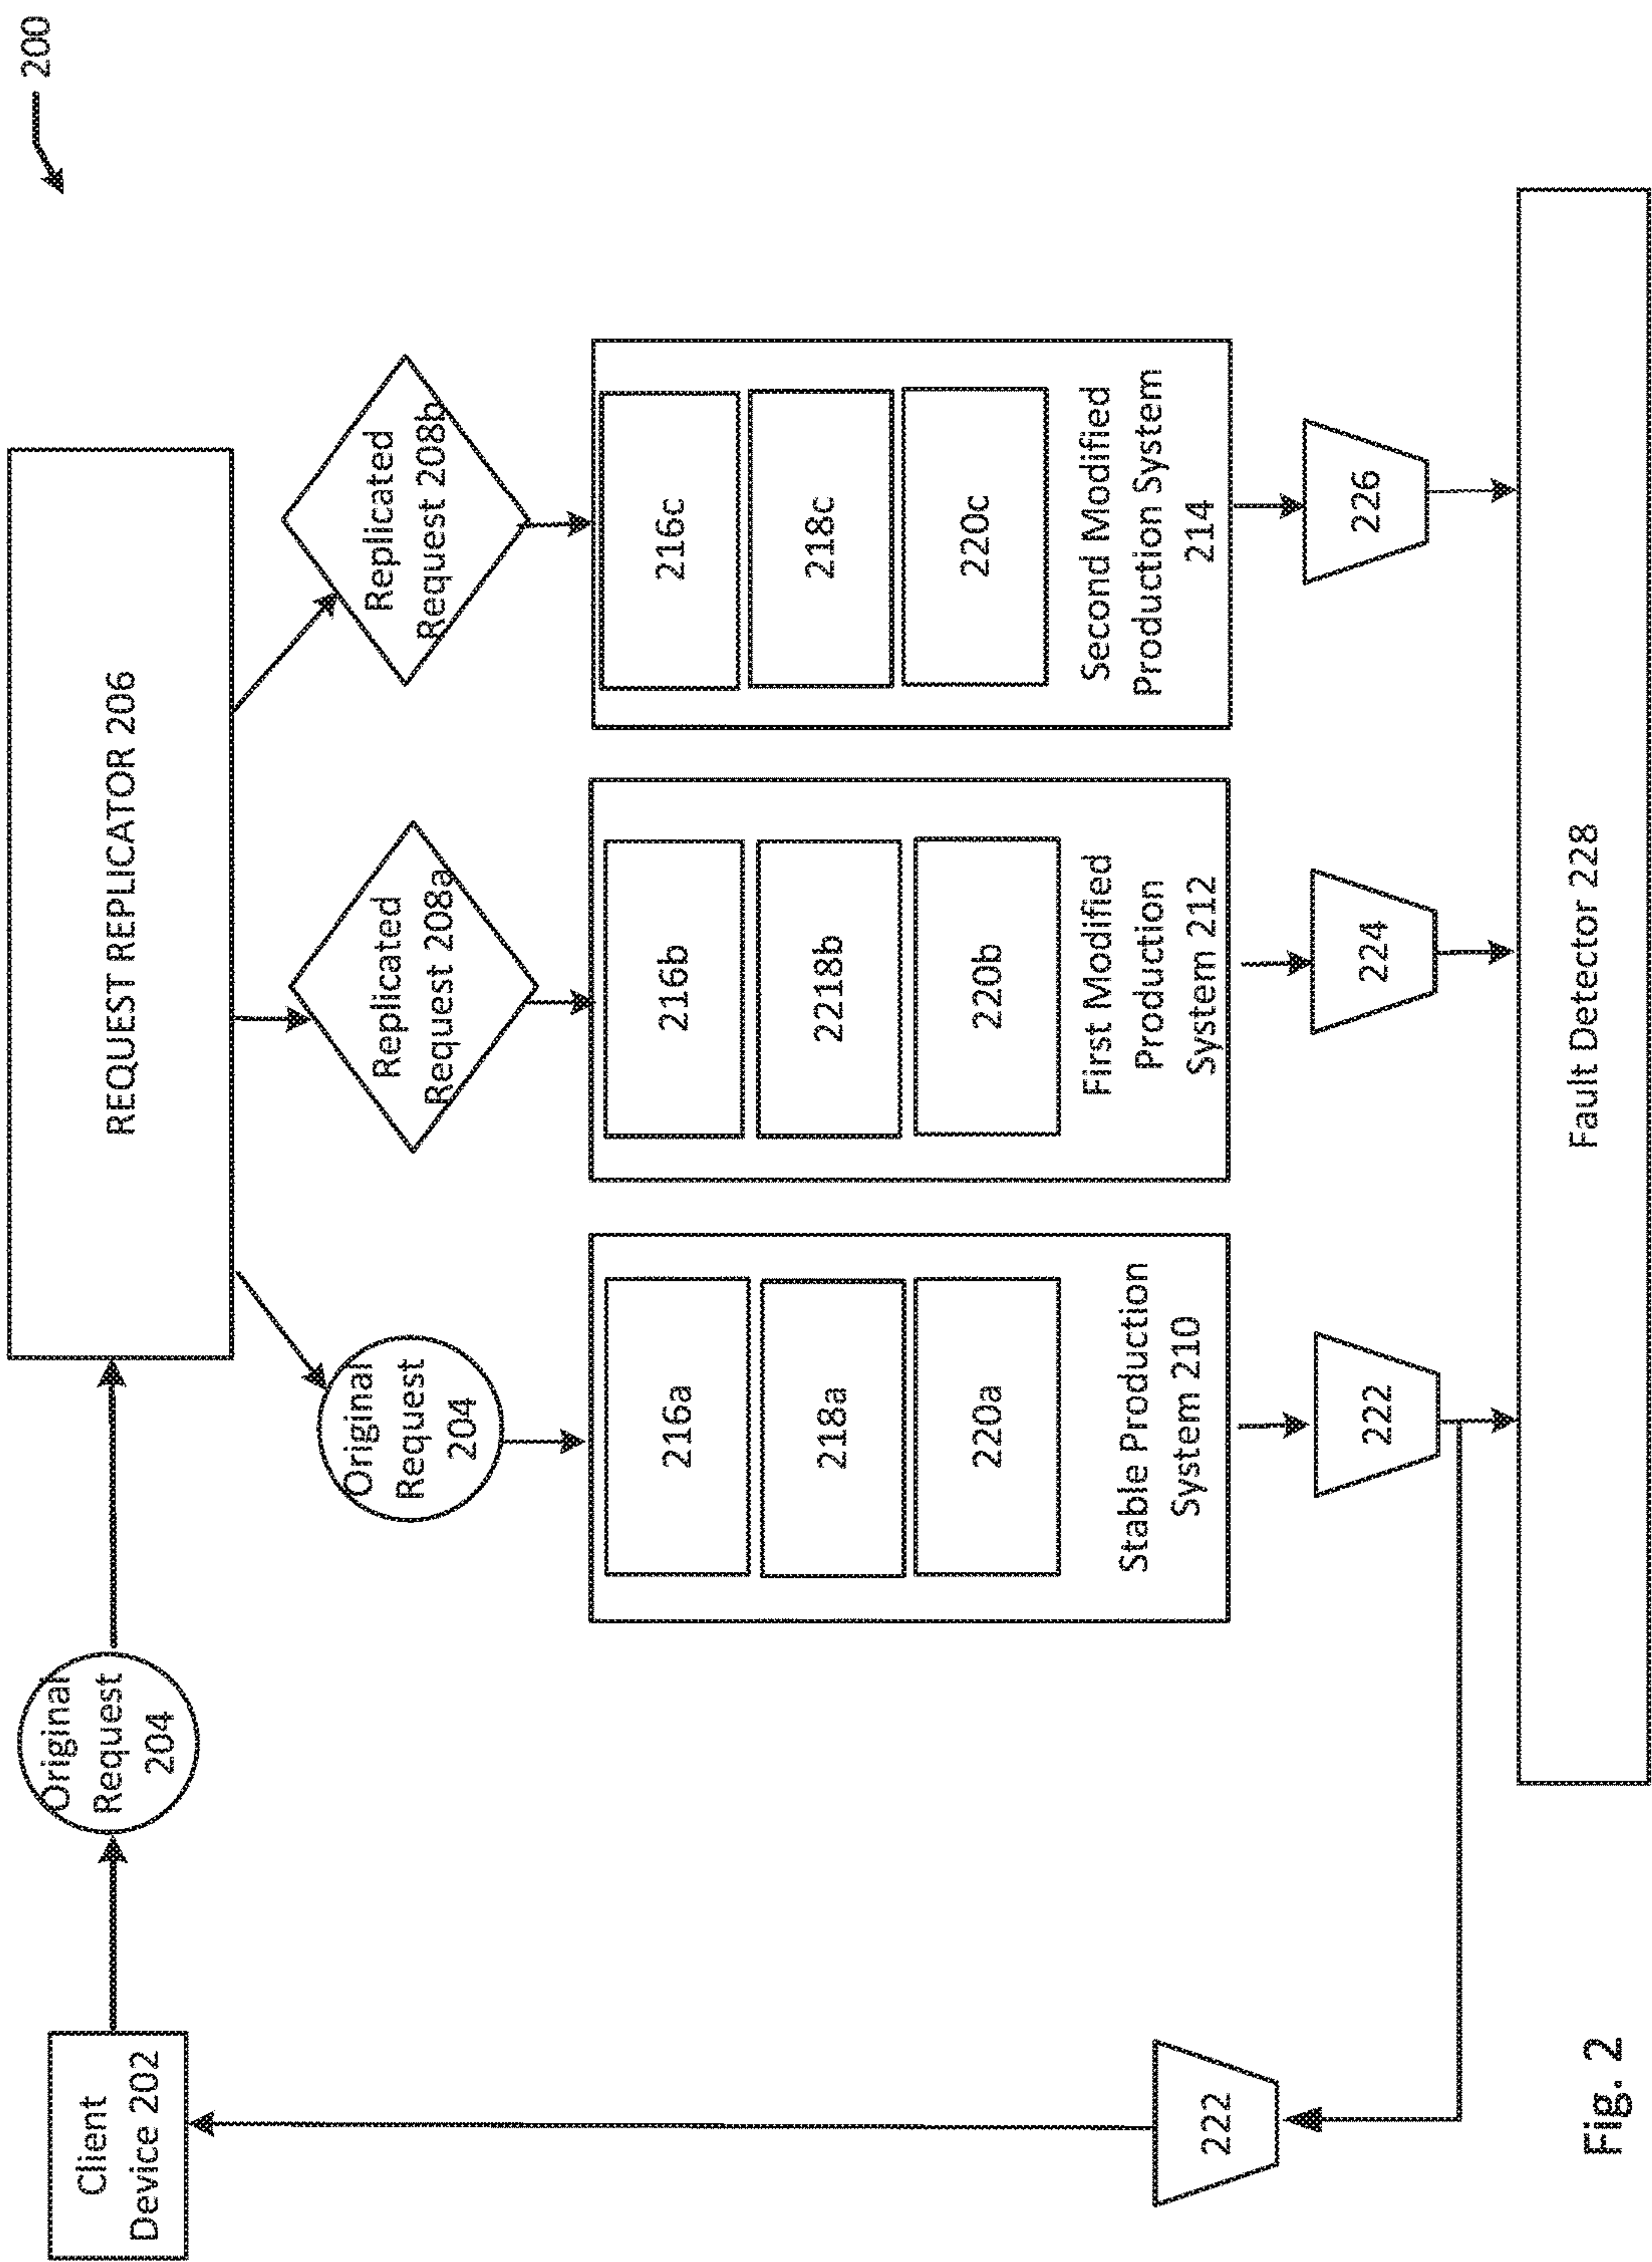 200
Client
Device 202
Original
Request
204
REQUEST REPLICATOR 206
Original
Request
204
Replicated
Request 208a
Replicated
Request 208b
216a
218a
220a
Stable Production
System 210
216b
2218b
220b
First Modified
Production
System 212
216c
218c
220c
Second Modified
Production System
214
222
222
224
226
Fault Detector 228
Fig. 2